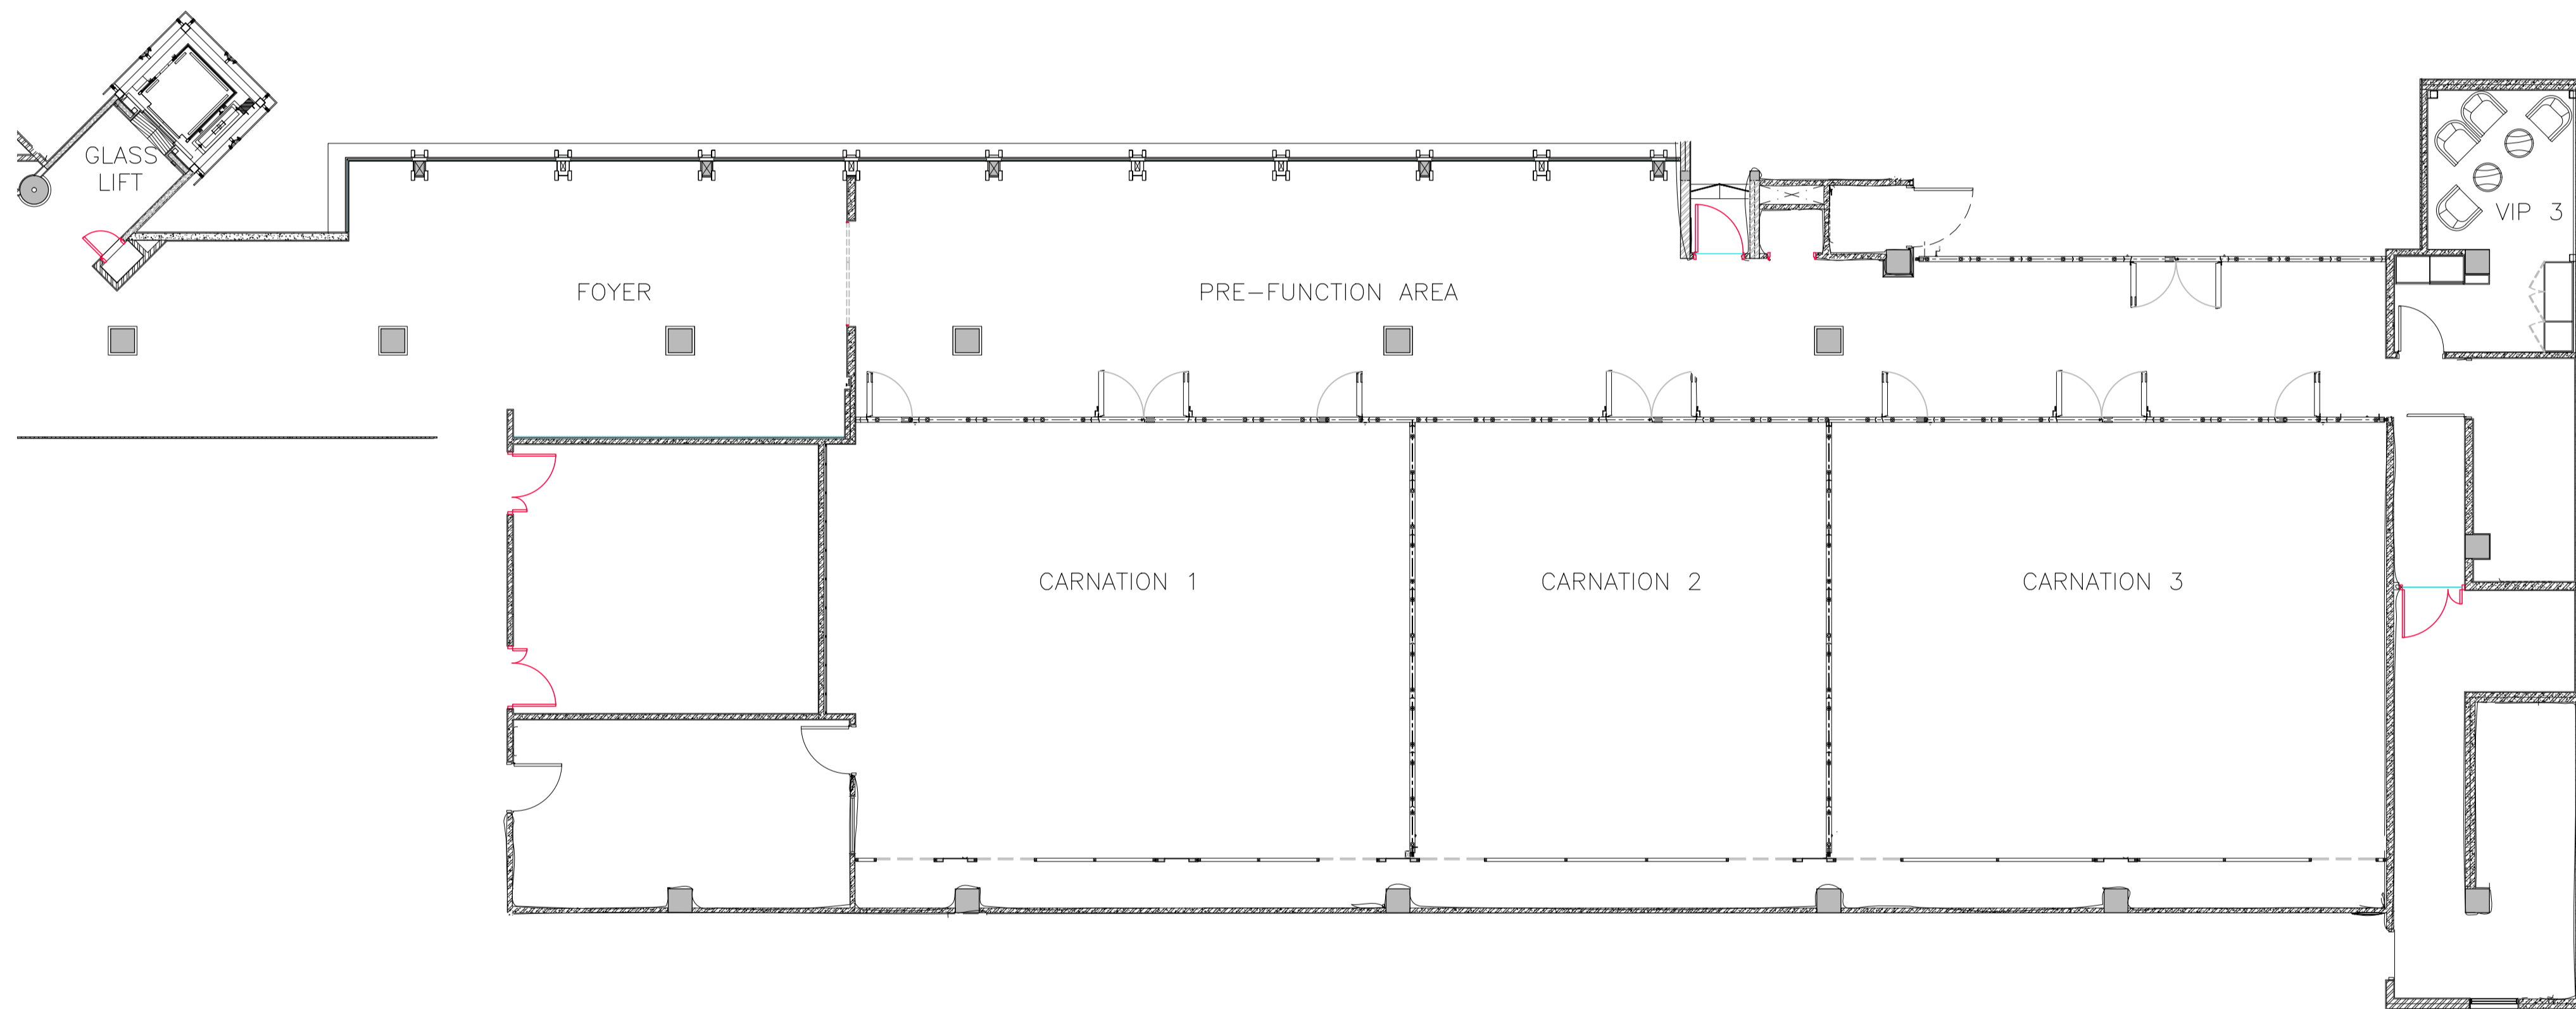 GLASS
LIFT
VIP 3
FOYER
PRE-FUNCTION AREA
CARNATION 1
CARNATION 2
CARNATION 3